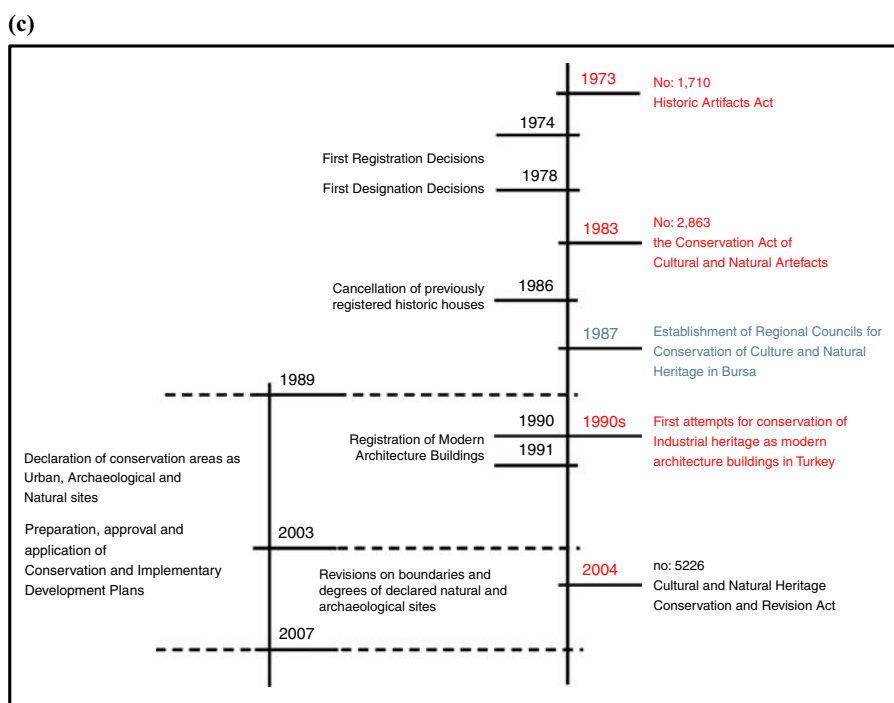 (c)
1973
No: 1,710
Historic Artifacts Act
1974
First Registration Decisions
1978
First Designation Decisions
1983
No: 2,863
the Conservation Act of
Cultural and Natural Artefacts
1986
Cancellation of previously
registered historic houses
1987
Establishment of Regional Councils for
Conservation of Culture and Natural
Heritage in Bursa
1989
1990
1990s
First attempts for conservation of
Industrial heritage as modern
architecture buildings in Turkey
Registration of Modern
Architecture Buildings
1991
Declaration of conservation areas as
Urban, Archaeological and
Natural sites
Preparation, approval and
application of
Conservation and Implementary
Development Plans
2003
Revisions on boundaries and
degrees of declared natural and
archaeological sites
2004
no: 5226
Cultural and Natural Heritage
Conservation and Revision Act
2007